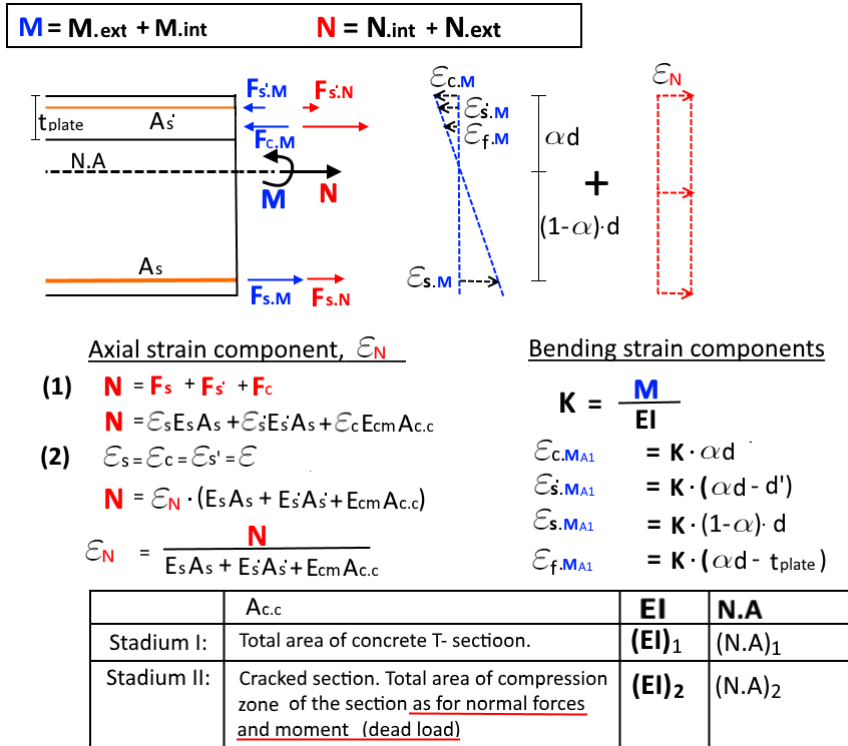 M = M.ext + M.int N = N.int + N.ext
Fs'.M Fs'.N
tplate As' Fc.M
N.A
M N
As
Fs.M Fs.N
εc.M
εs'.M
εf.M
αd
(1-α)·d
εs.M
+
εN
Axial strain component, εN
(1) N = Fs + Fs' + Fc
N = εsEsAs + εs'Es'As + εcEcmAc.c
(2) εs = εc = εs' = ε
N = εN · (EsAs + Es'As' + EcmAc.c)
εN = N
EsAs + Es'As' + EcmAc.c
Bending strain components
K = M
EI
εc.MA1 = K · αd
εs'.MA1 = K · (αd - d')
εs.MA1 = K · (1-α) · d
εf.MA1 = K · (αd - tplate)
Ac.c EI N.A
Stadium I: Total area of concrete T- sectioon. (EI)1 (N.A)1
Stadium II: Cracked section. Total area of compression (EI)2 (N.A)2
zone of the section as for normal forces
and moment (dead load)